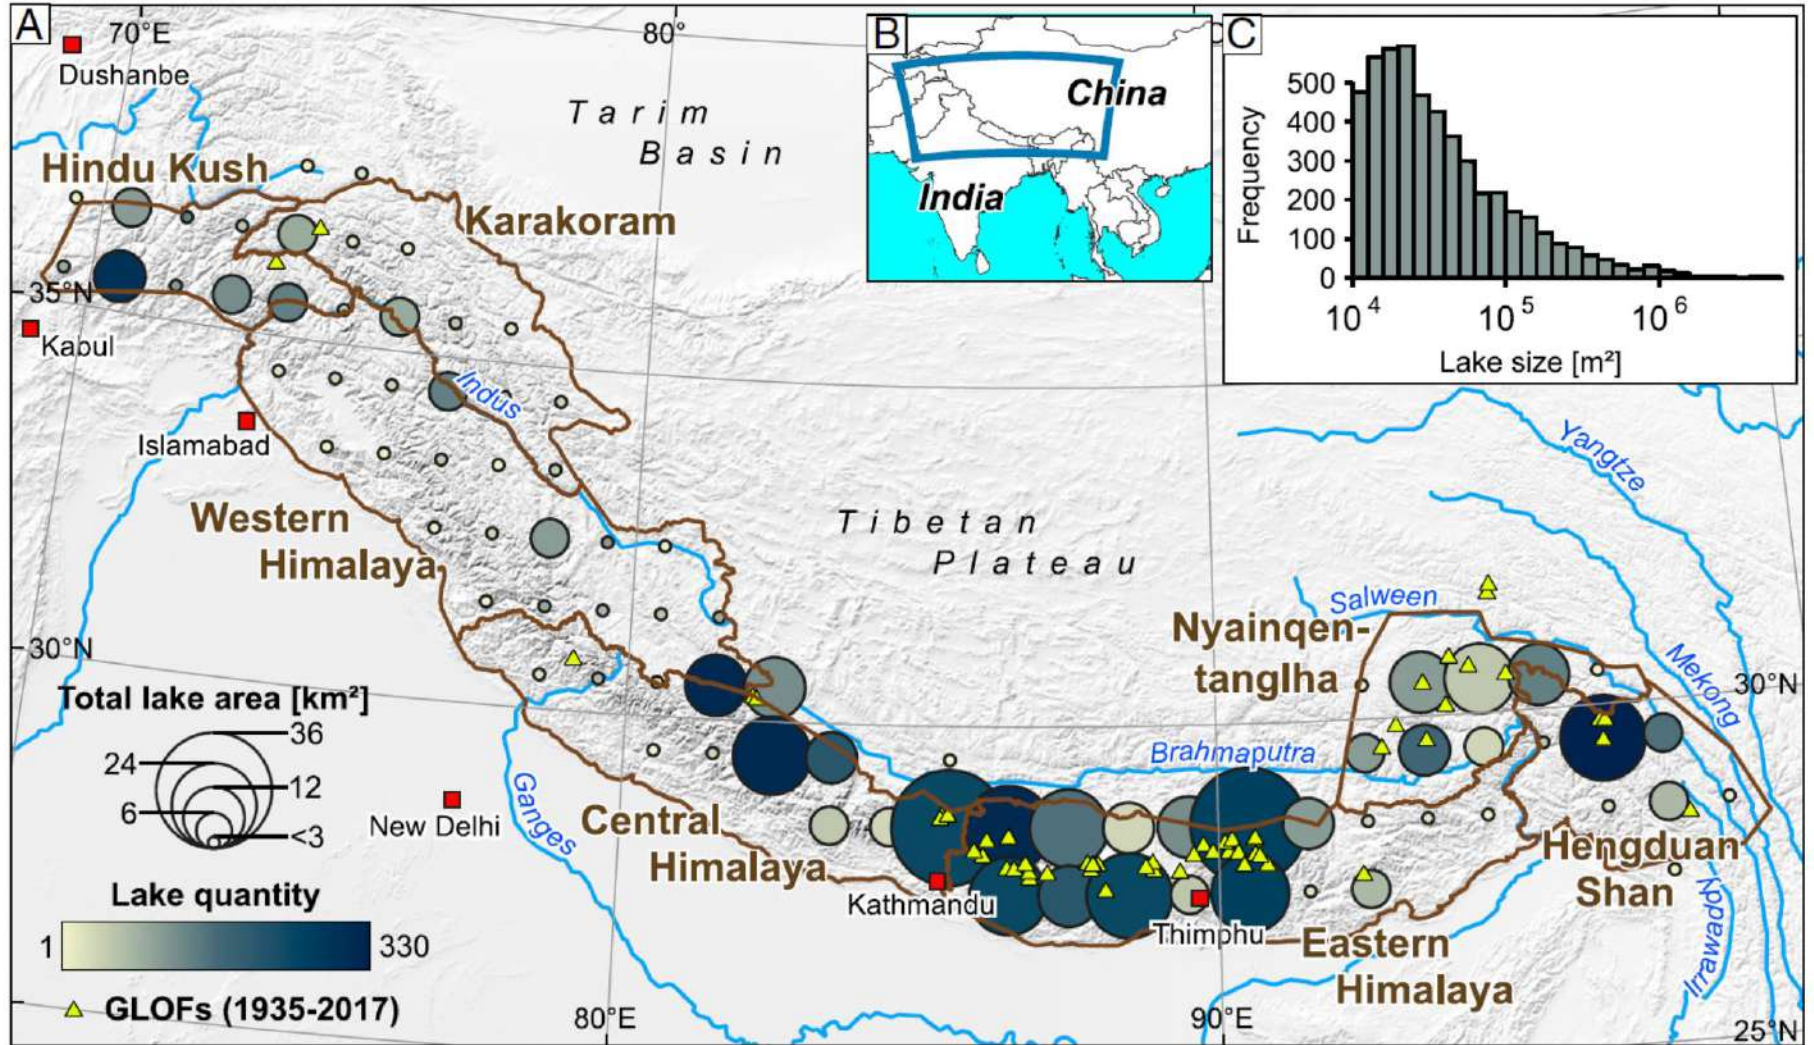 A
70°E
80°
Dushanbe
Tarim
Basin
Hindu Kush
Karakoram
35°N
Kabul
Indus
Islamabad
Western
Himalaya
Tibetan
Plateau
30°N
Total lake area [km²]
36
24
12
6
<3
Lake quantity
1
330
GLOFs (1935-2017)
New Delhi
Ganges
Central
Himalaya
Kathmandu
Thimphu
Brahmaputra
Salween
Nyainqen-
tanglha
Yangtze
Mekong
30°N
Hengduan
Shan
Irrawaddy
Eastern
Himalaya
80°E
90°E
25°N
B
China
India
C
Frequency
500
400
300
200
100
0
10⁴
10⁵
10⁶
Lake size [m²]